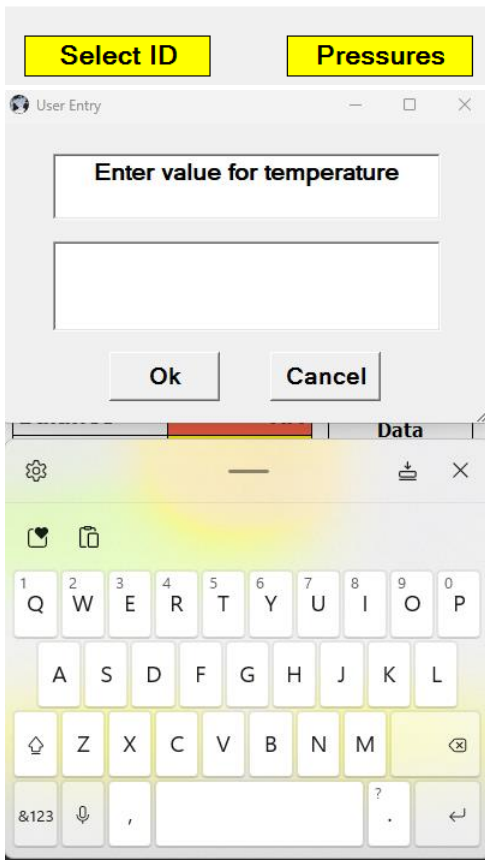 Select ID Pressures
User Entry
Enter value for temperature
Ok Cancel
Data
1 2 3 4 5 6 7 8 9 0
Q W E R T Y U I O P
A S D F G H J K L
Z X C V B N M
?
&123 , .